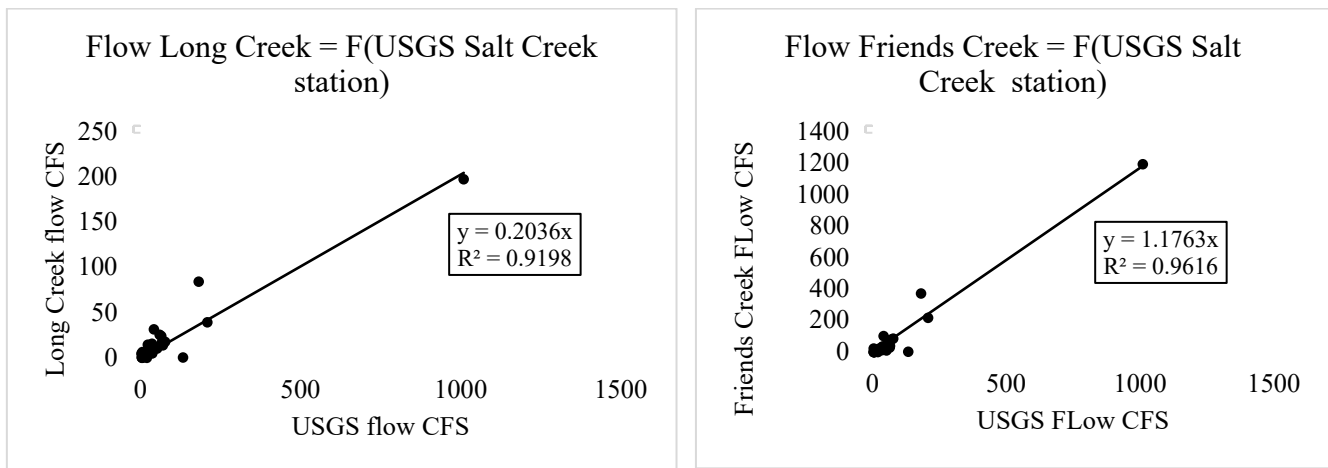 Flow Long Creek = F(USGS Salt Creek
station)
250
200
150
100
50
0
Long Creek flow CFS
y = 0.2036x
R² = 0.9198
0 500 1000 1500
USGS flow CFS
Flow Friends Creek = F(USGS Salt
Creek station)
1400
1200
1000
800
600
400
200
0
Friends Creek FLow CFS
y = 1.1763x
R² = 0.9616
0 500 1000 1500
USGS FLow CFS